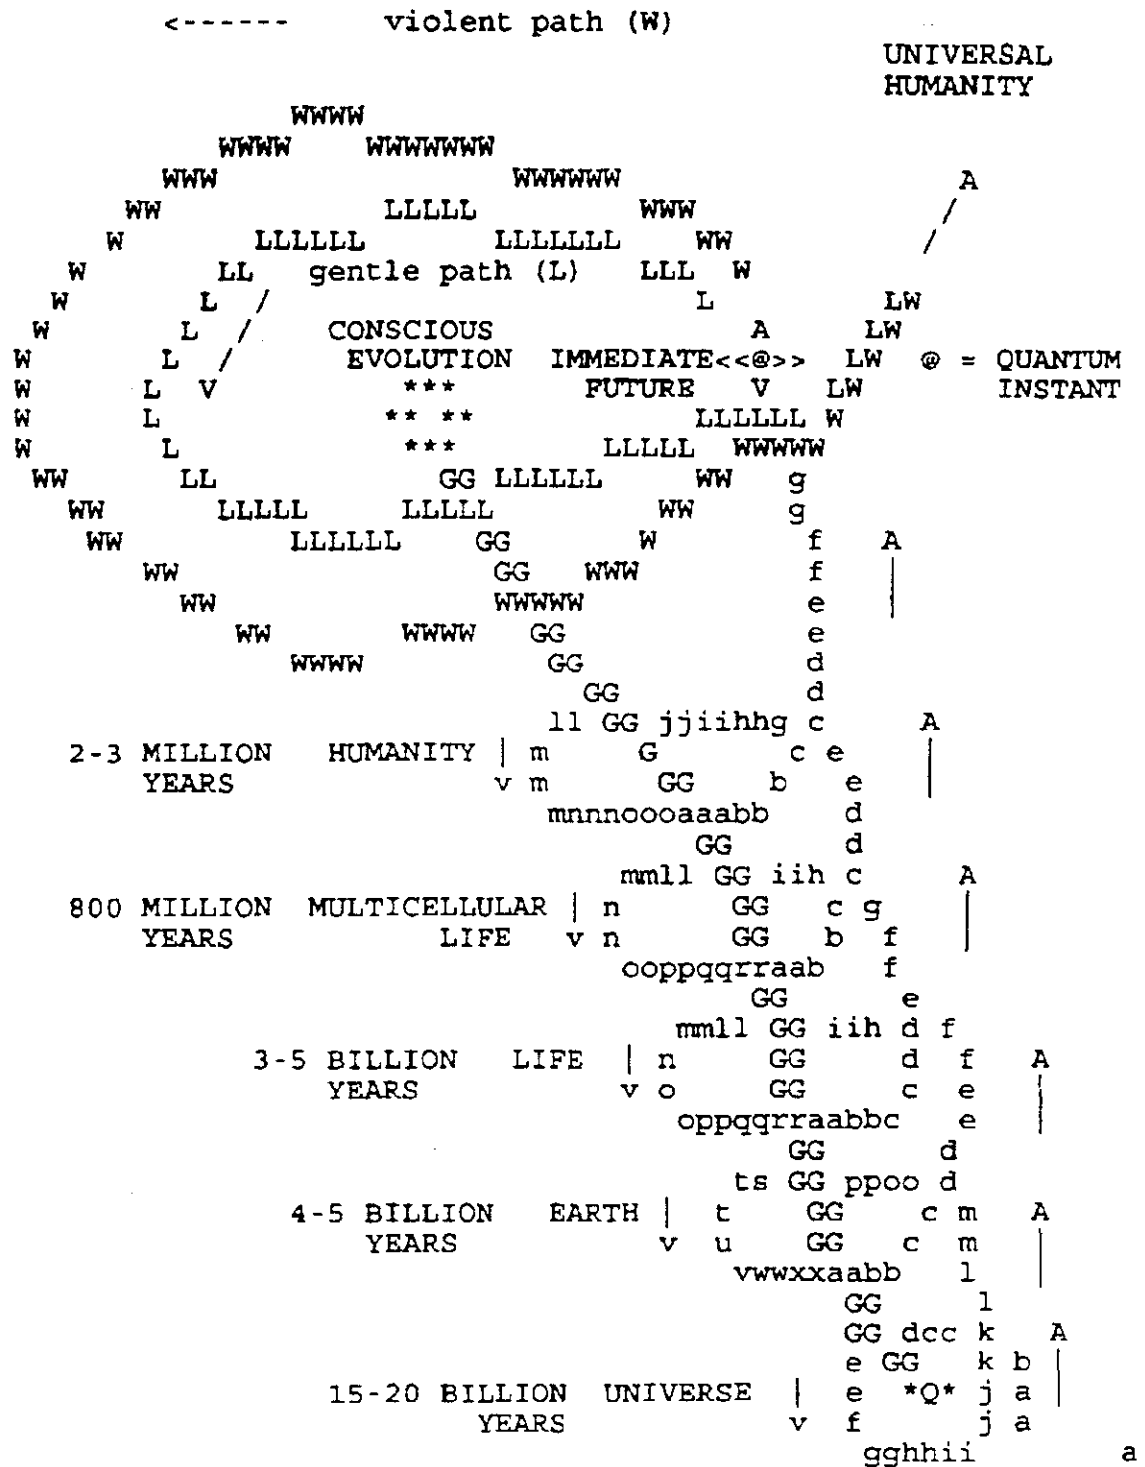 <------     violent path (W)
                                                UNIVERSAL
                                                HUMANITY
                WWWW
            WWWW    WWWWWWW
         WWW                WWWWWW                  A
       WW            LLLLL         WWW             /
      W       LLLLLL       LLLLLLL    WW          /
    W       LL   gentle path (L)   LLL  W
   W       L  /                       L         LW
  W       L  /    CONSCIOUS              A     LW
 W       L  /      EVOLUTION  IMMEDIATE<<@>>  LW  @ = QUANTUM
 W      L  V          ***       FUTURE   V   LW       INSTANT
 W      L            ** **            LLLLLL W
 W       L            ***        LLLLL  WWWWW
  WW      LL            GG LLLLLL     WW   g
    WW      LLLLL     LLLLL         WW     g
     WW         LLLLLL    GG       W        f    A
        WW                 GG   WWW         f    |
          WW               WWWWW            e    |
             WW       WWWW   GG             e
                WWWW          GG            d
                                GG          d
                              ll GG jjiihhg c     A
    2-3 MILLION   HUMANITY | m     G       c e    |
        YEARS              v m      GG    b   e   |
                              mnnnoooaaabb    d
                                      GG      d
                                  mmll GG iih c     A
    800 MILLION  MULTICELLULAR | n      GG   c g    |
        YEARS           LIFE   v n      GG   b  f   |
                                  ooppqqrraab   f
                                         GG      e
                                     mmll GG iih d f
              3-5 BILLION    LIFE  | n     GG    d  f   A
                  YEARS            v o     GG    c  e   |
                                     oppqqrraabbc   e   |
                                           GG      d
                                        ts GG ppoo d
                4-5 BILLION    EARTH |  t    GG    c m   A
                    YEARS            v  u    GG   c  m   |
                                        vwwxxaabb    l   |
                                              GG      l
                                              GG dcc k   A
                                              e GG   k b |
                  15-20 BILLION  UNIVERSE  |  e  *Q* j a |
                          YEARS            v  f      j a
                                               gghhii        a